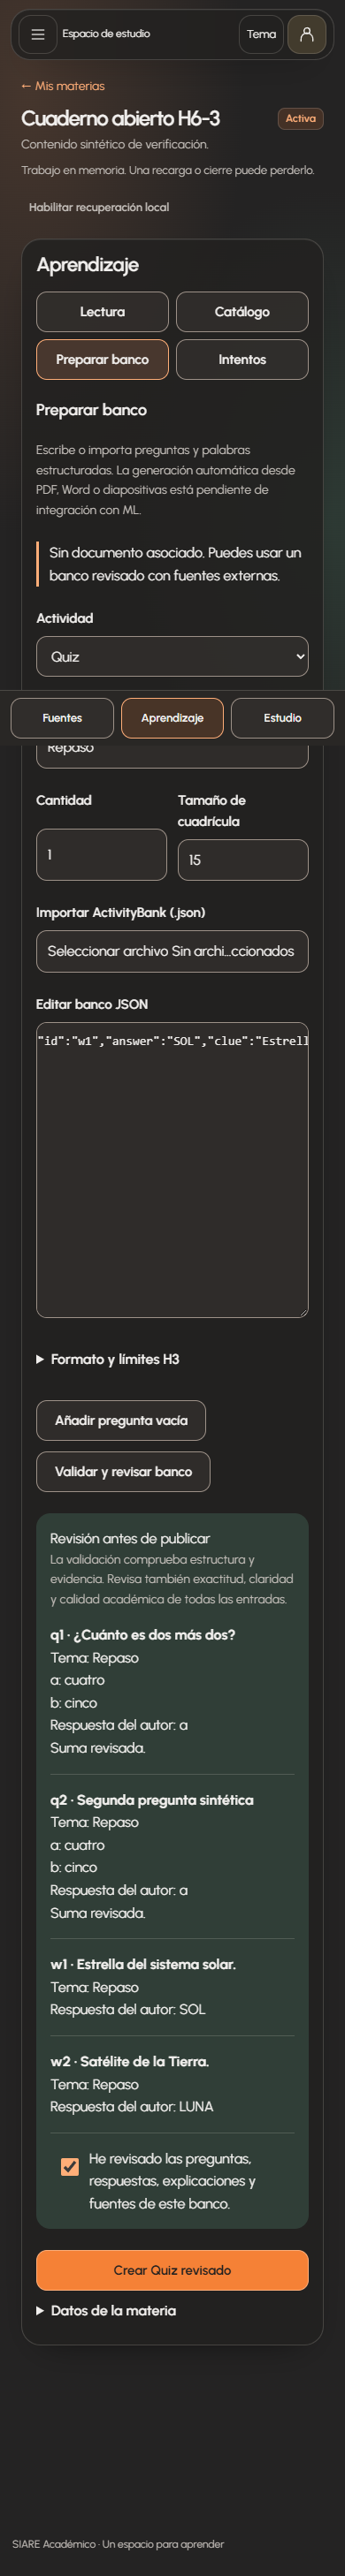 Espacio de estudio
Tema
← Mis materias
Cuaderno abierto H6-3
Activa
Contenido sintético de verificación.
Trabajo en memoria. Una recarga o cierre puede perderlo.
Habilitar recuperación local
Aprendizaje
Lectura
Catálogo
Preparar banco
Intentos
Preparar banco
Escribe o importa preguntas y palabras
estructuradas. La generación automática desde
PDF, Word o diapositivas está pendiente de
integración con ML.
Sin documento asociado. Puedes usar un
banco revisado con fuentes externas.
Actividad
Quiz
Fuentes
Aprendizaje
Estudio
Repaso
Cantidad
Tamaño de
cuadrícula
1
15
Importar ActivityBank (.json)
Seleccionar archivo Sin archi...ccionados
Editar banco JSON
"id":"w1","answer":"SOL","clue":"Estrell
▶ Formato y límites H3
Añadir pregunta vacía
Validar y revisar banco
Revisión antes de publicar
La validación comprueba estructura y
evidencia. Revisa también exactitud, claridad
y calidad académica de todas las entradas.
q1 · ¿Cuánto es dos más dos?
Tema: Repaso
a: cuatro
b: cinco
Respuesta del autor: a
Suma revisada.
q2 · Segunda pregunta sintética
Tema: Repaso
a: cuatro
b: cinco
Respuesta del autor: a
Suma revisada.
w1 · Estrella del sistema solar.
Tema: Repaso
Respuesta del autor: SOL
w2 · Satélite de la Tierra.
Tema: Repaso
Respuesta del autor: LUNA
He revisado las preguntas,
respuestas, explicaciones y
fuentes de este banco.
Crear Quiz revisado
▶ Datos de la materia
SIARE Académico · Un espacio para aprender